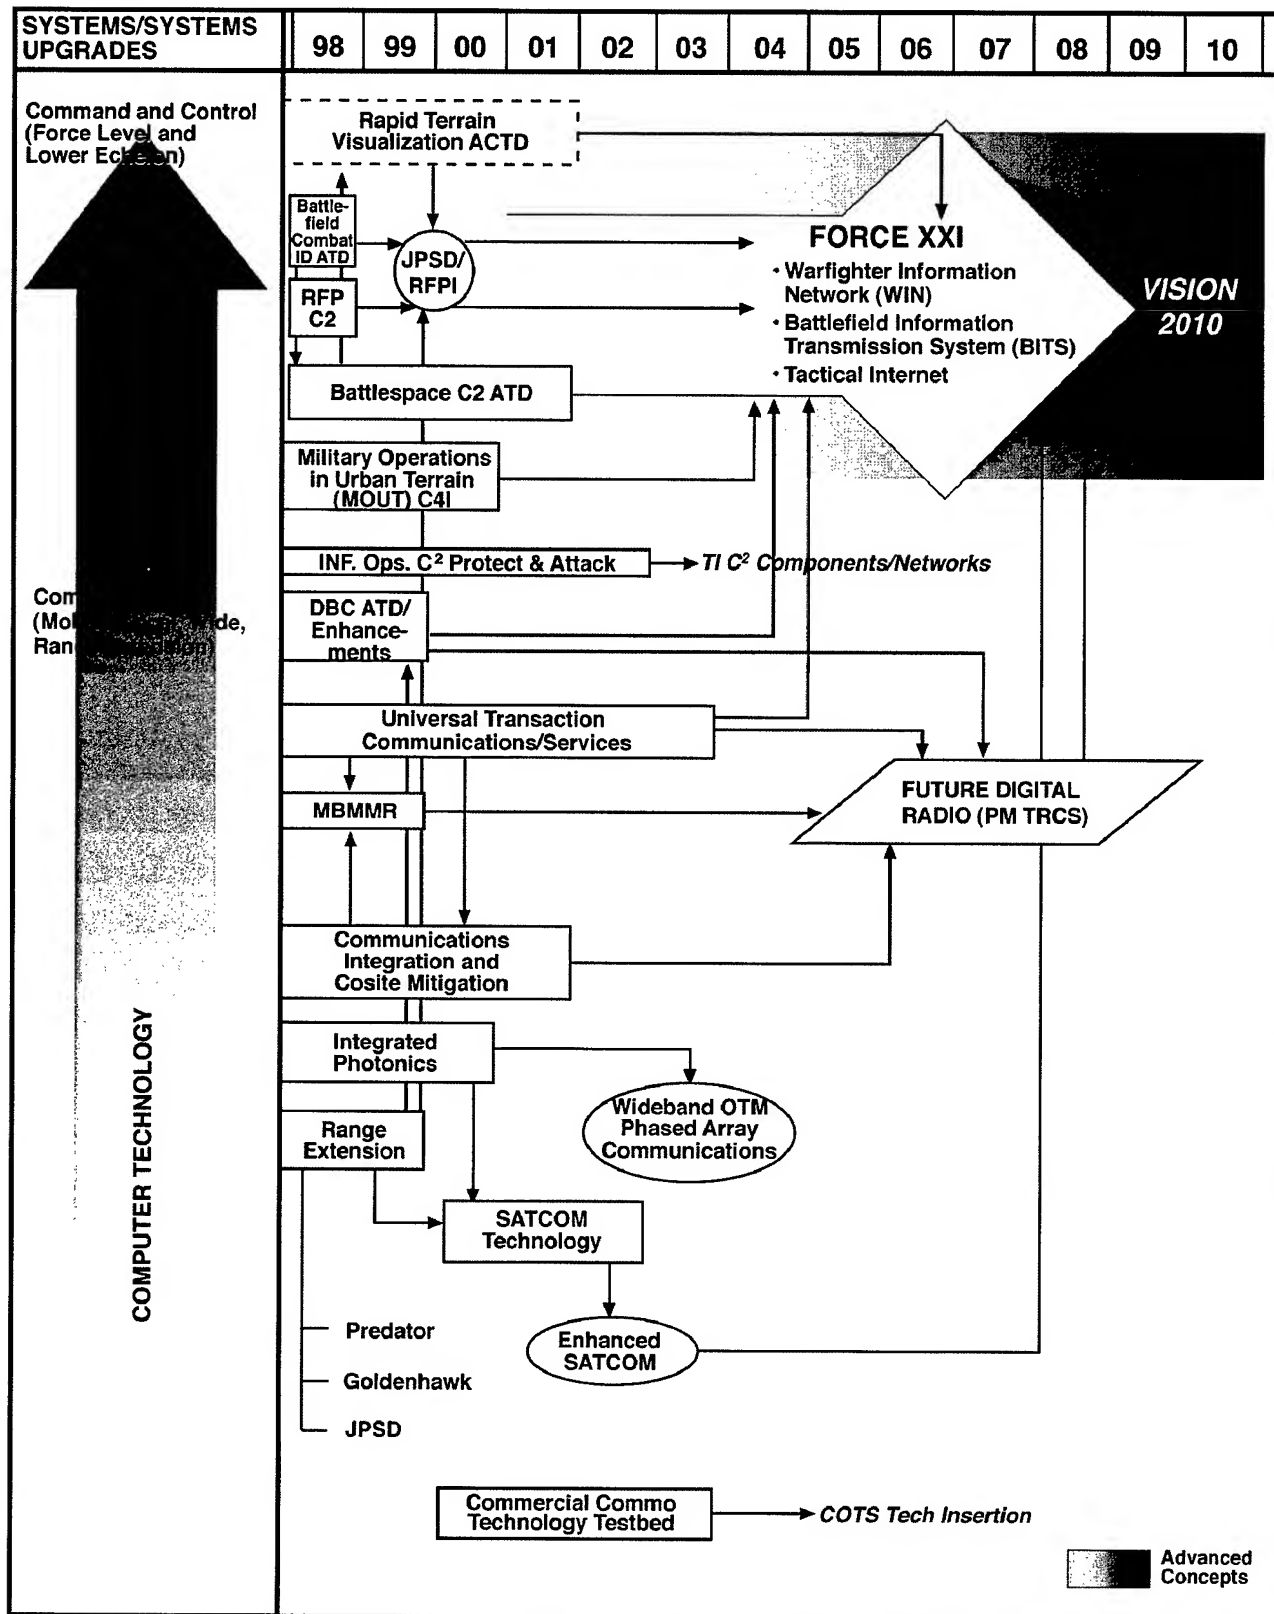 SYSTEMS/SYSTEMS
UPGRADES
98 99 00 01 02 03 04 05 06 07 08 09 10
Command and Control
(Force Level and
Lower Echelon)
Rapid Terrain
Visualization ACTD
Battle-
field
Combat
ID ATD
JPSD/
RFPI
RFP
C2
FORCE XXI
• Warfighter Information
Network (WIN)
• Battlefield Information
Transmission System (BITS)
• Tactical Internet
VISION
2010
Battlespace C2 ATD
Military Operations
in Urban Terrain
(MOUT) C4I
INF. Ops. C² Protect & Attack
TI C² Components/Networks
DBC ATD/
Enhance-
ments
Universal Transaction
Communications/Services
MBMMR
FUTURE DIGITAL
RADIO (PM TRCS)
Communications
Integration and
Cosite Mitigation
Integrated
Photonics
Wideband OTM
Phased Array
Communications
Range
Extension
SATCOM
Technology
COMPUTER TECHNOLOGY
Predator
Enhanced
SATCOM
Goldenhawk
JPSD
Commercial Commo
Technology Testbed
COTS Tech Insertion
Advanced
Concepts